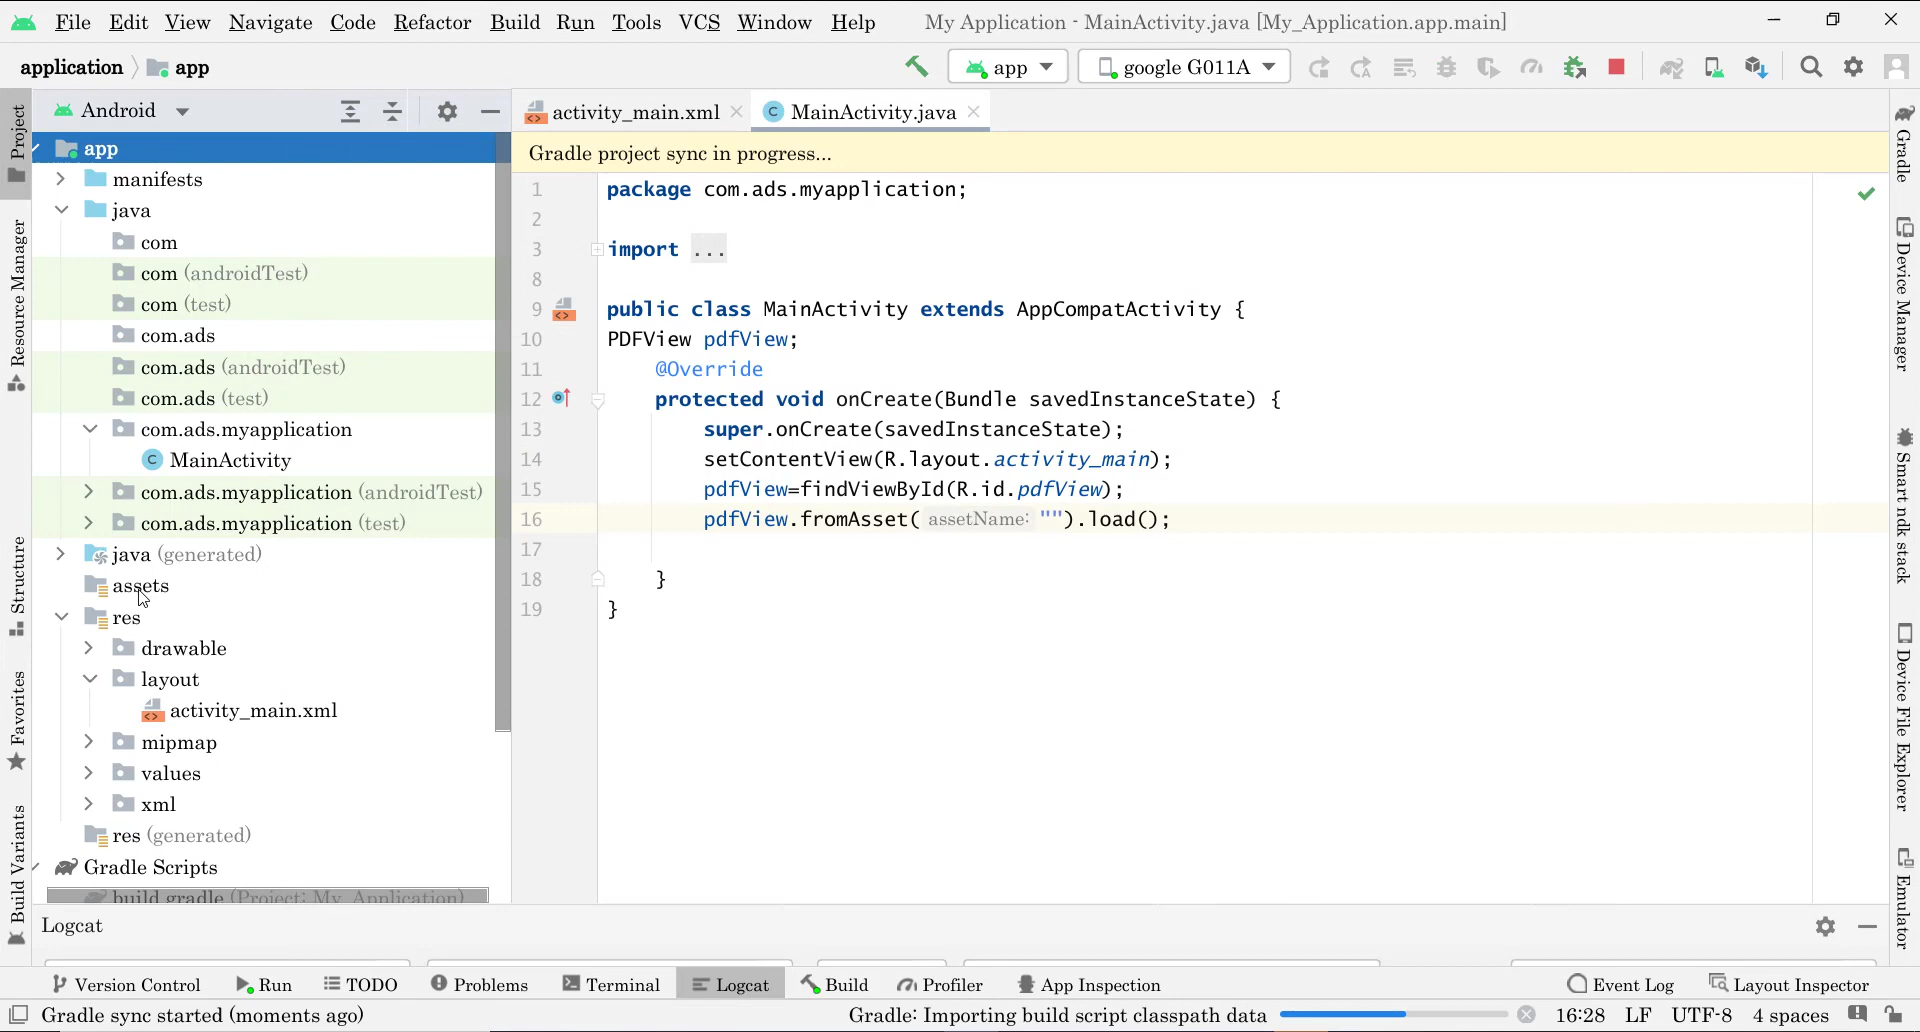 File Edit View Navigate Code Refactor Build Run Tools VCS Window Help My Application - MainActivity.java [My_Application.app.main]
application app
app google G011A
Project
Resource Manager
Structure
Favorites
Build Variants
Android
app
manifests
java
com
com (androidTest)
com (test)
com.ads
com.ads (androidTest)
com.ads (test)
com.ads.myapplication
C MainActivity
com.ads.myapplication (androidTest)
com.ads.myapplication (test)
java (generated)
assets
res
drawable
layout
activity_main.xml
mipmap
values
xml
res (generated)
Gradle Scripts
build.gradle (Project: My_Application)
activity_main.xml C MainActivity.java
Gradle project sync in progress...
1 package com.ads.myapplication;
2
3 import ...
8
9 public class MainActivity extends AppCompatActivity {
10 PDFView pdfView;
11 @Override
12 protected void onCreate(Bundle savedInstanceState) {
13 super.onCreate(savedInstanceState);
14 setContentView(R.layout.activity_main);
15 pdfView=findViewById(R.id.pdfView);
16 pdfView.fromAsset( assetName: "").load();
17
18 }
19 }
Gradle
Device Manager
Smart ndk stack
Device File Explorer
Emulator
Logcat
Version Control Run TODO Problems Terminal Logcat Build Profiler App Inspection Event Log Layout Inspector
Gradle sync started (moments ago) Gradle: Importing build script classpath data 16:28 LF UTF-8 4 spaces